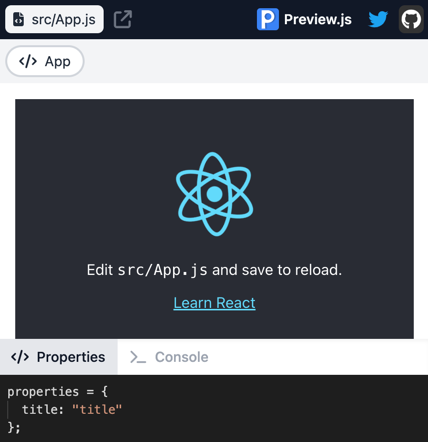 src/App.js
Preview.js
</> App
Edit src/App.js and save to reload.
Learn React
</> Properties
>_ Console
properties = {
  title: "title"
};